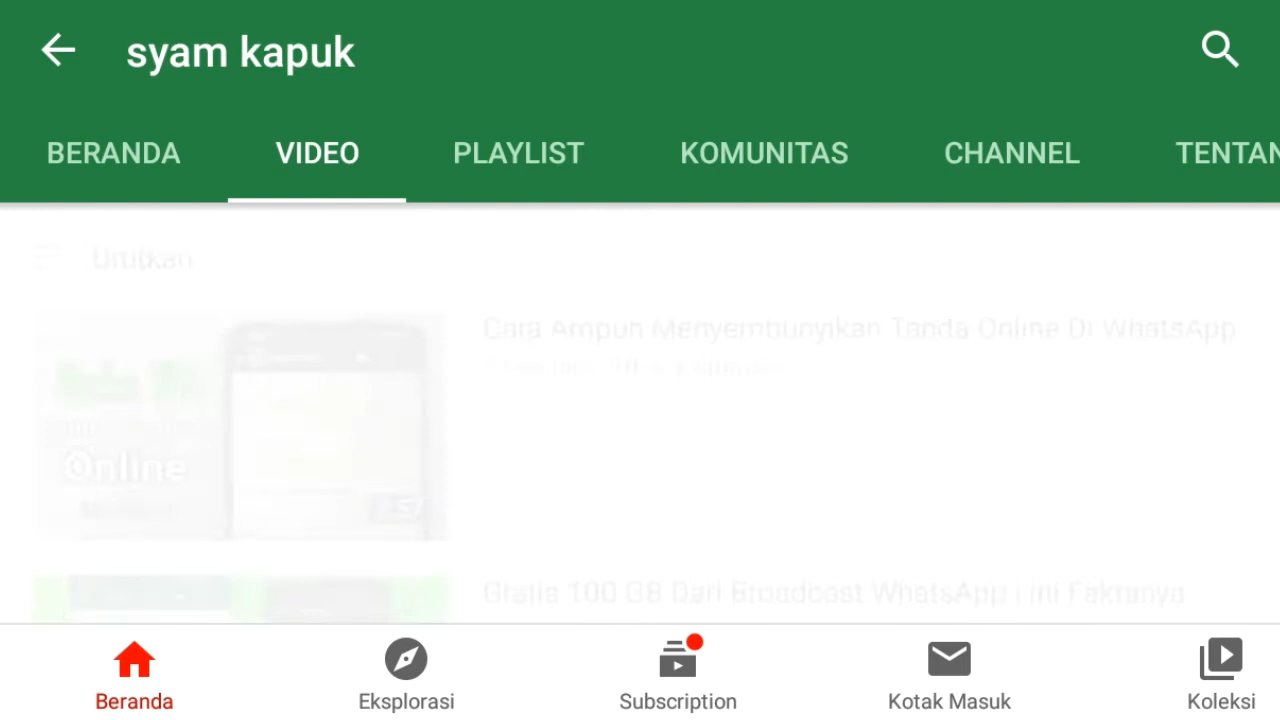 syam kapuk
BERANDA VIDEO PLAYLIST KOMUNITAS CHANNEL TENTAN
Urutkan
Cara Ampuh Menyembunyikan Tanda Online Di WhatsApp
Online
Gratis 100 GB Dari Broadcast WhatsApp | Ini Faktanya
Beranda Eksplorasi Subscription Kotak Masuk Koleksi